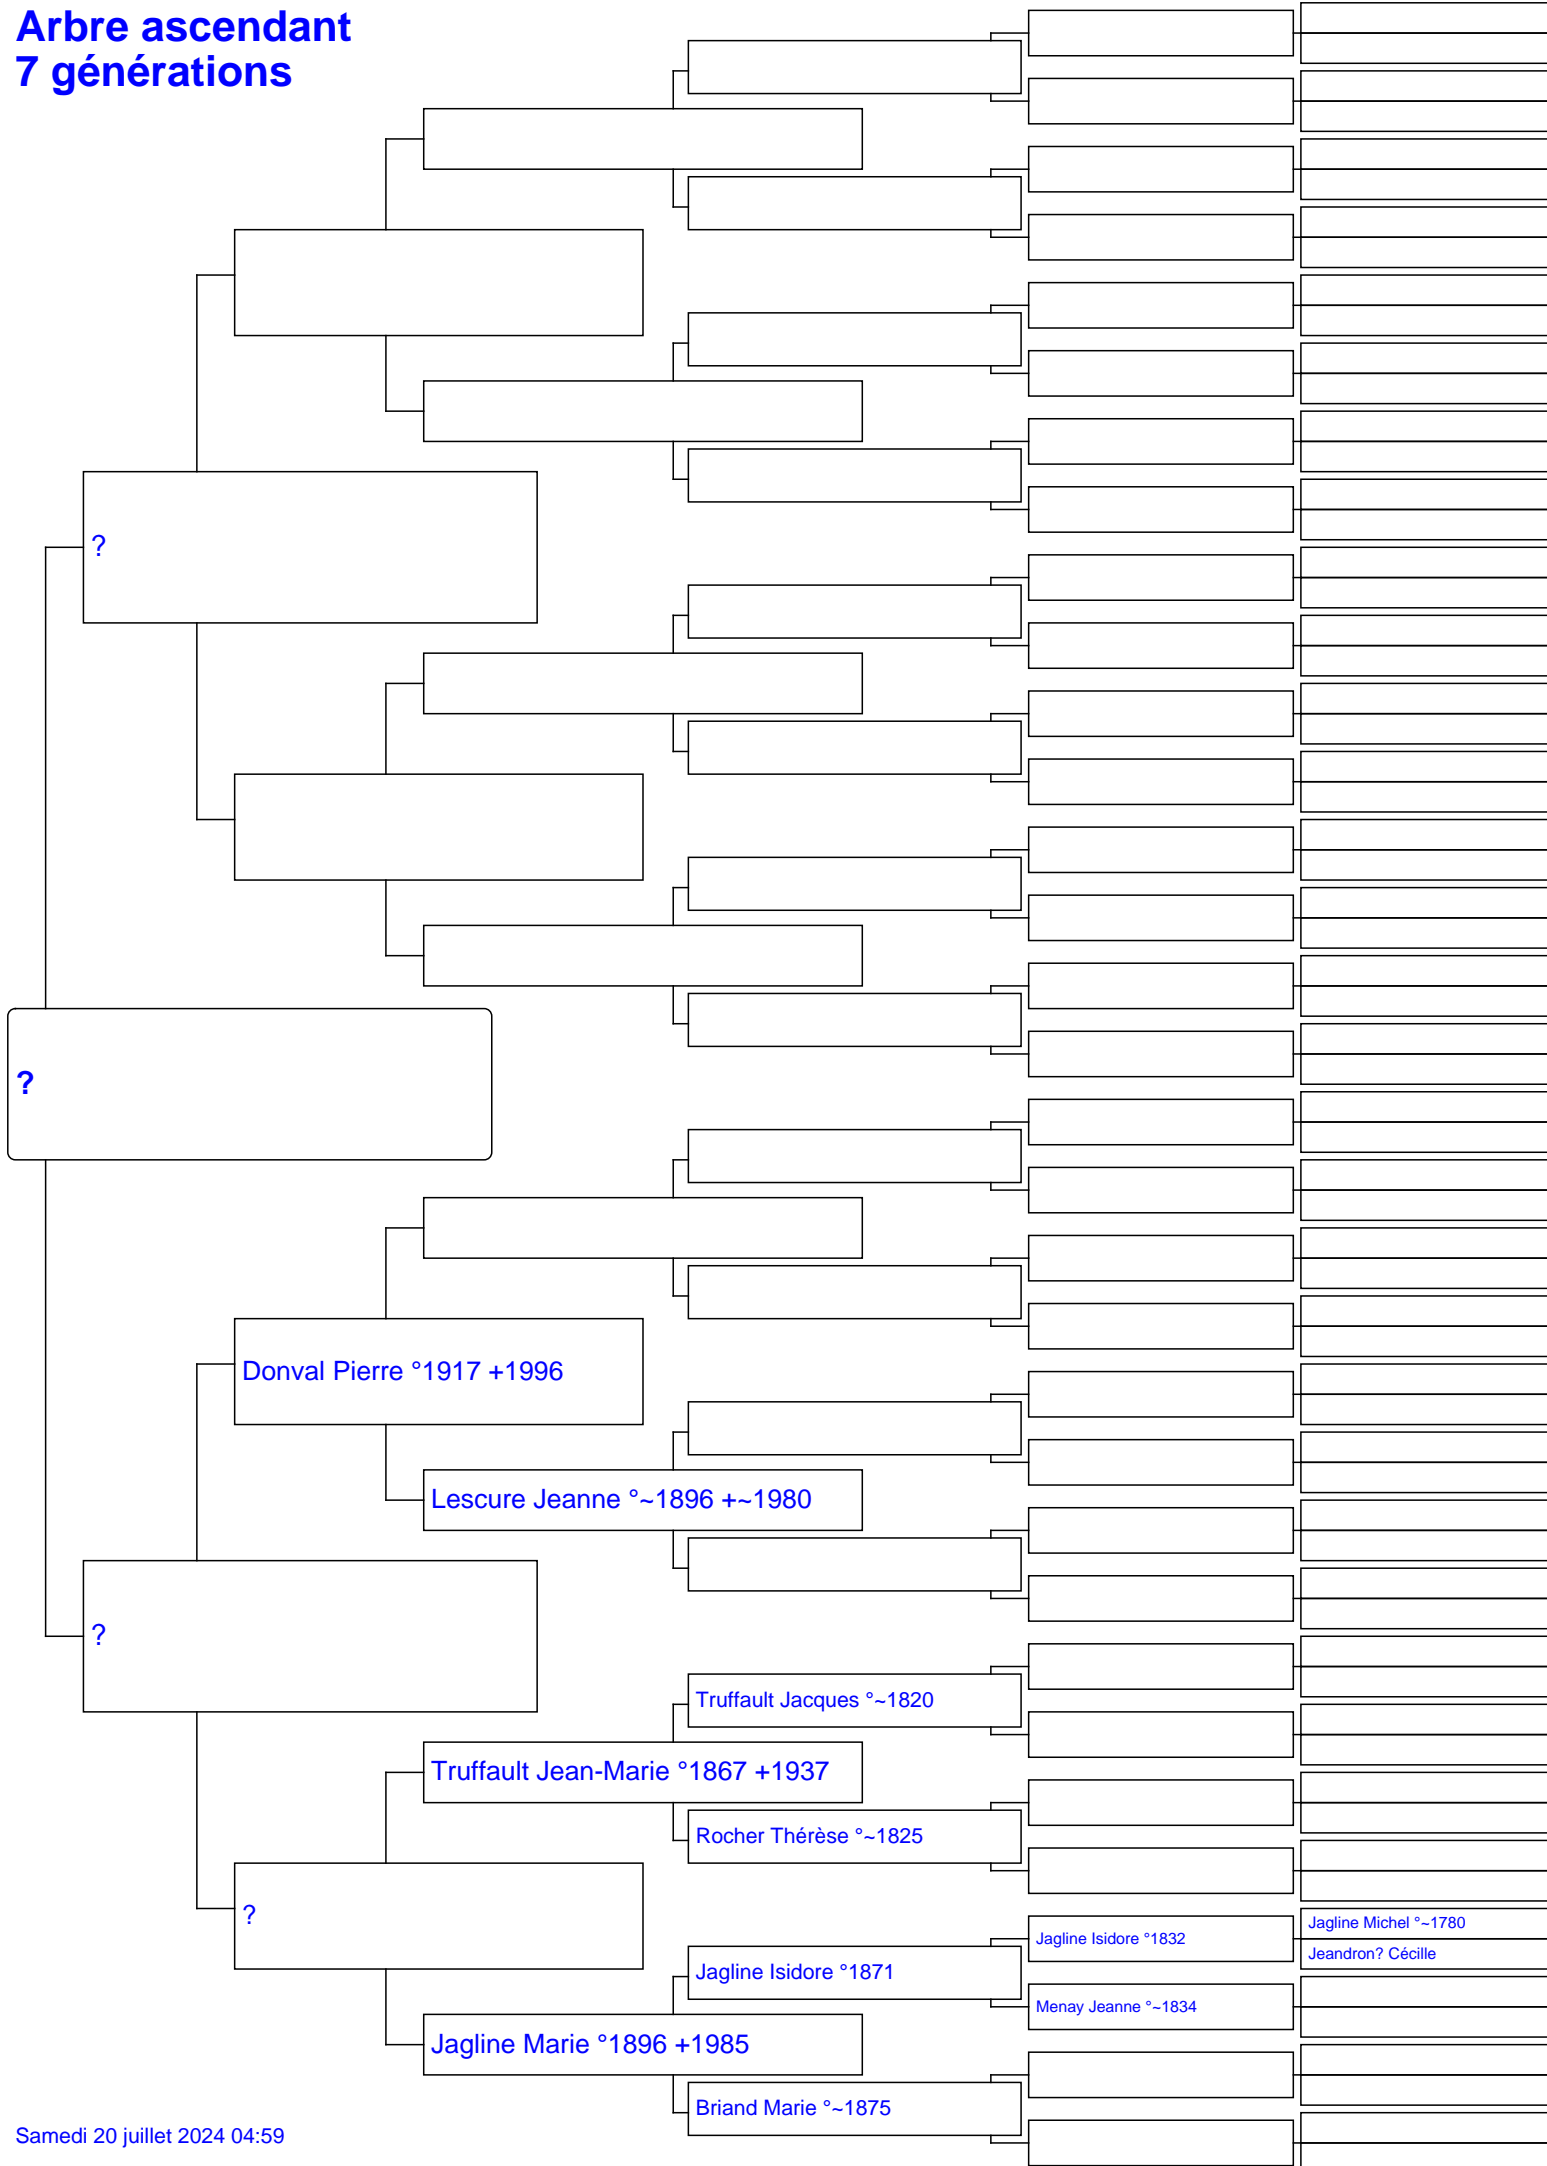 Arbre ascendant
7 générations
?
?
Donval Pierre °1917 +1996
Lescure Jeanne °~1896 +~1980
?
Truffault Jacques °~1820
Truffault Jean-Marie °1867 +1937
Rocher Thérèse °~1825
?
Jagline Michel °~1780
Jagline Isidore °1832
Jeandron? Cécille
Jagline Isidore °1871
Menay Jeanne °~1834
Jagline Marie °1896 +1985
Briand Marie °~1875
Samedi 20 juillet 2024 04:59